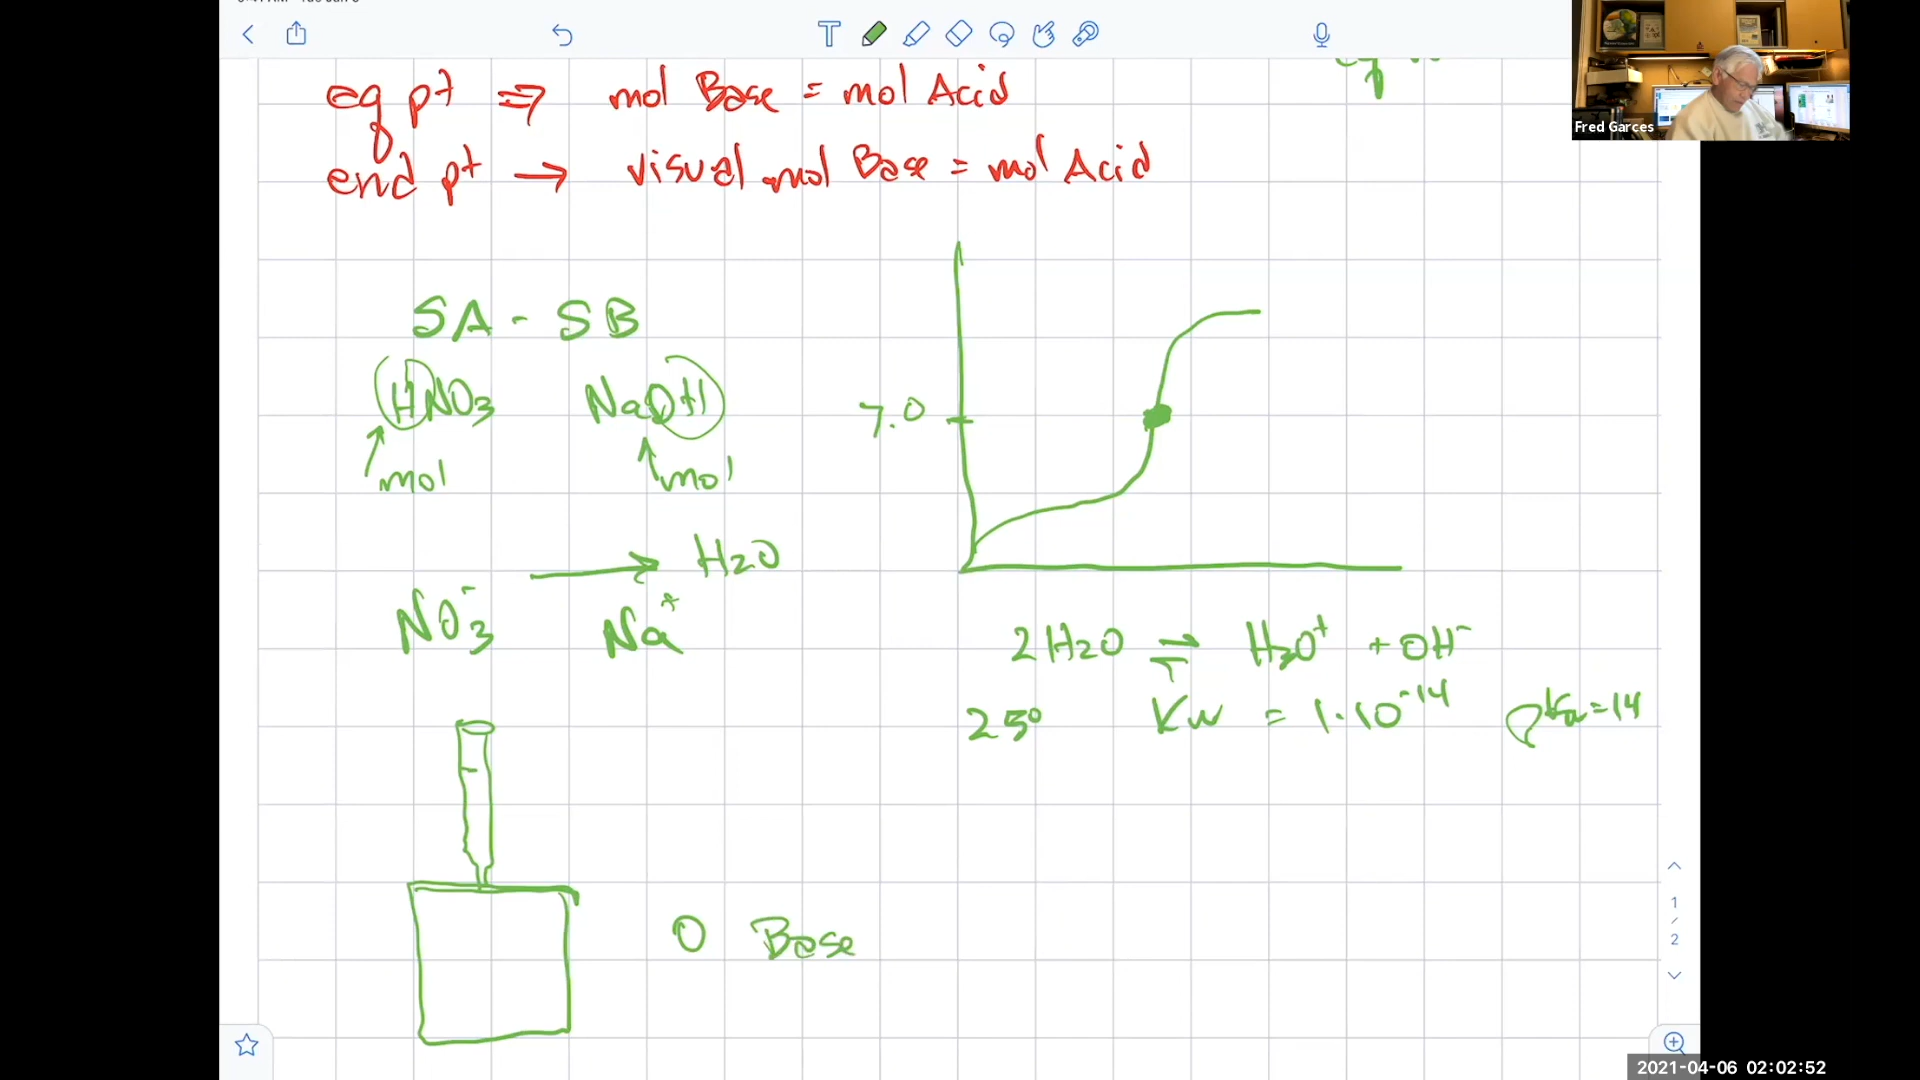 eq pt ⇒ mol Base = mol Acid
end pt → visual mol Base = mol Acid
Fred Garces
SA - SB
HNO3 NaOH
mol mol
7.0
→ H2O
NO3⁻ Na⁺
2H2O ⇌ H3O⁺ + OH⁻
25° Kw = 1·10⁻¹⁴ pKw=14
0 Base
1
/
2
2021-04-06 02:02:52